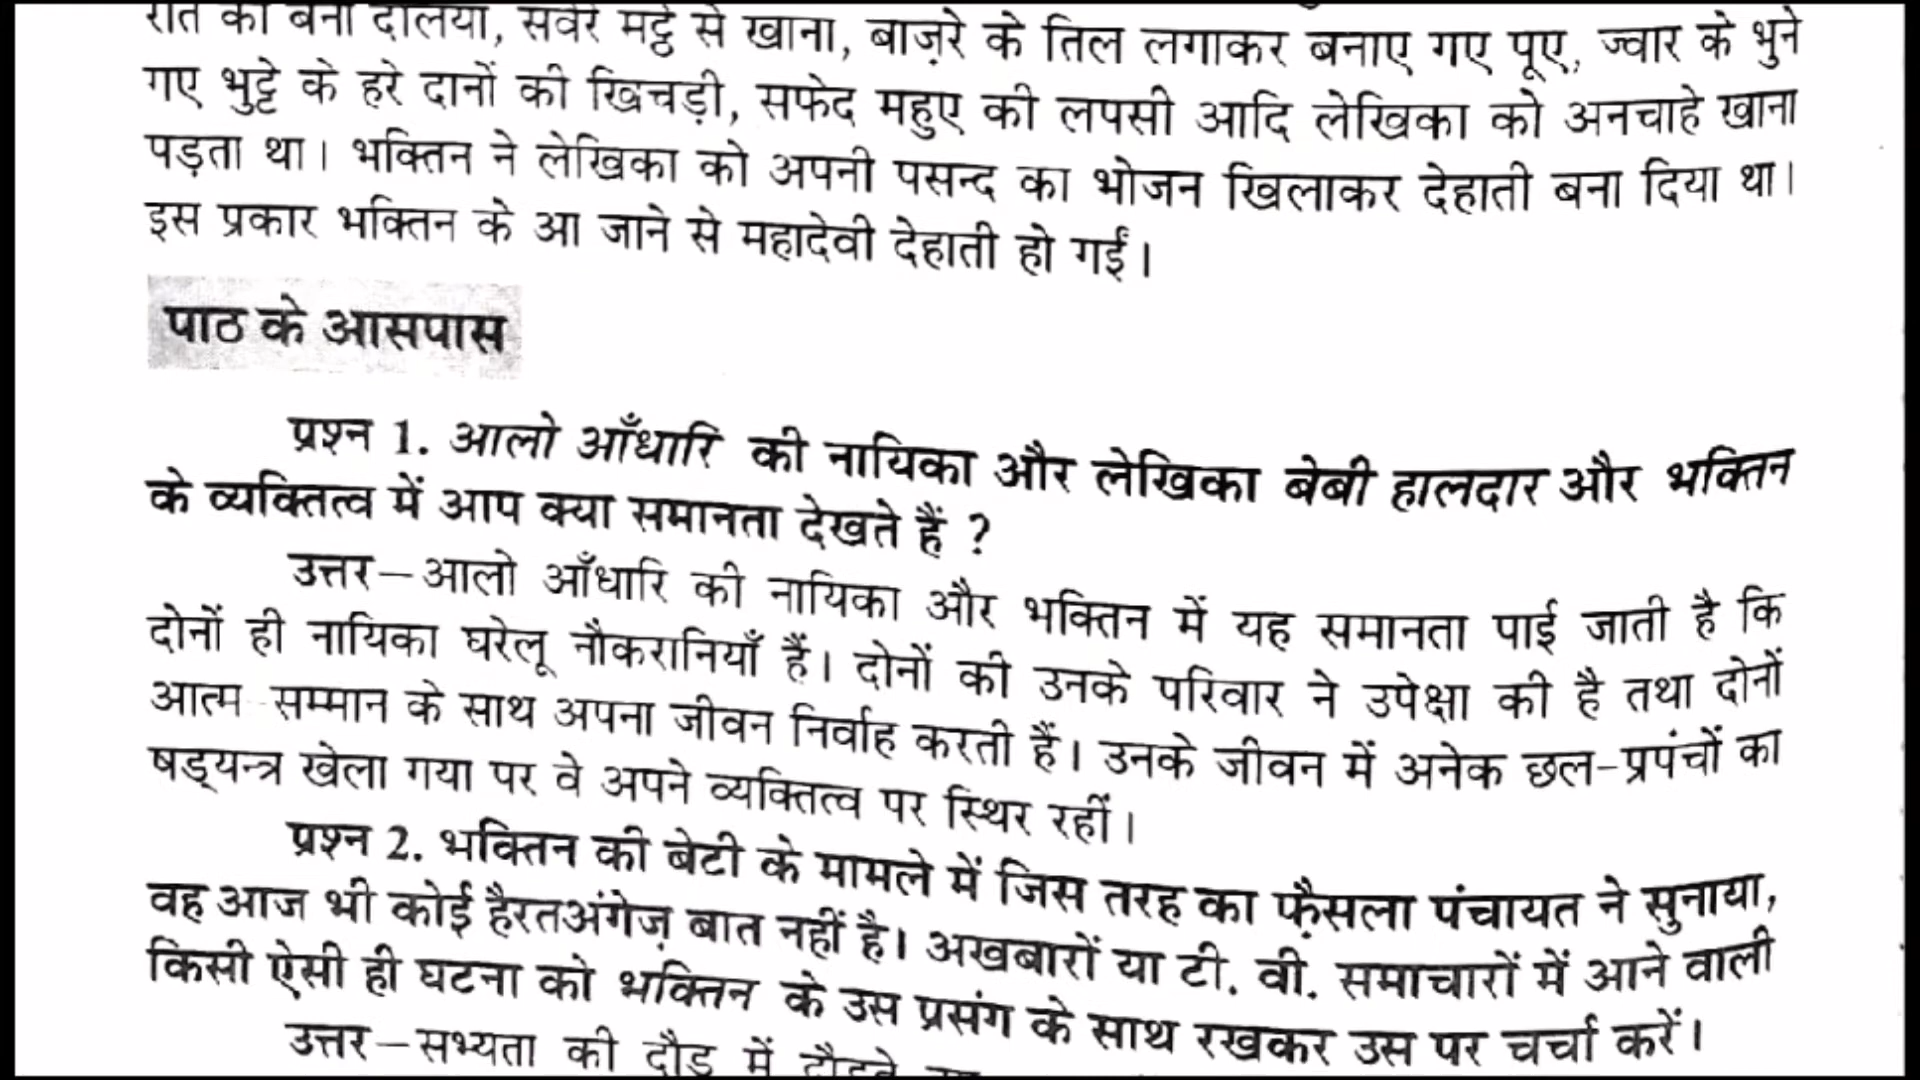 रात को बना दलिया, सवेरे मट्ठे से खाना, बाज़रे के तिल लगाकर बनाए गए पूए, ज्वार के भुने
गए भुट्टे के हरे दानों की खिचड़ी, सफेद महुए की लपसी आदि लेखिका को अनचाहे खाना
पड़ता था। भक्तिन ने लेखिका को अपनी पसन्द का भोजन खिलाकर देहाती बना दिया था।
इस प्रकार भक्तिन के आ जाने से महादेवी देहाती हो गईं।
पाठ के आसपास
प्रश्न 1. आलो आँधारि की नायिका और लेखिका बेबी हालदार और भक्तिन
के व्यक्तित्व में आप क्या समानता देखते हैं ?
उत्तर–आलो आँधारि की नायिका और भक्तिन में यह समानता पाई जाती है कि
दोनों ही नायिका घरेलू नौकरानियाँ हैं। दोनों की उनके परिवार ने उपेक्षा की है तथा दोनों
आत्म सम्मान के साथ अपना जीवन निर्वाह करती हैं। उनके जीवन में अनेक छल-प्रपंचों का
षड्यन्त्र खेला गया पर वे अपने व्यक्तित्व पर स्थिर रहीं।
प्रश्न 2. भक्तिन की बेटी के मामले में जिस तरह का फ़ैसला पंचायत ने सुनाया,
वह आज भी कोई हैरतअंगेज़ बात नहीं है। अखबारों या टी. वी. समाचारों में आने वाली
किसी ऐसी ही घटना को भक्तिन के उस प्रसंग के साथ रखकर उस पर चर्चा करें।
उत्तर–सभ्यता की दौड़ में दौड़ते